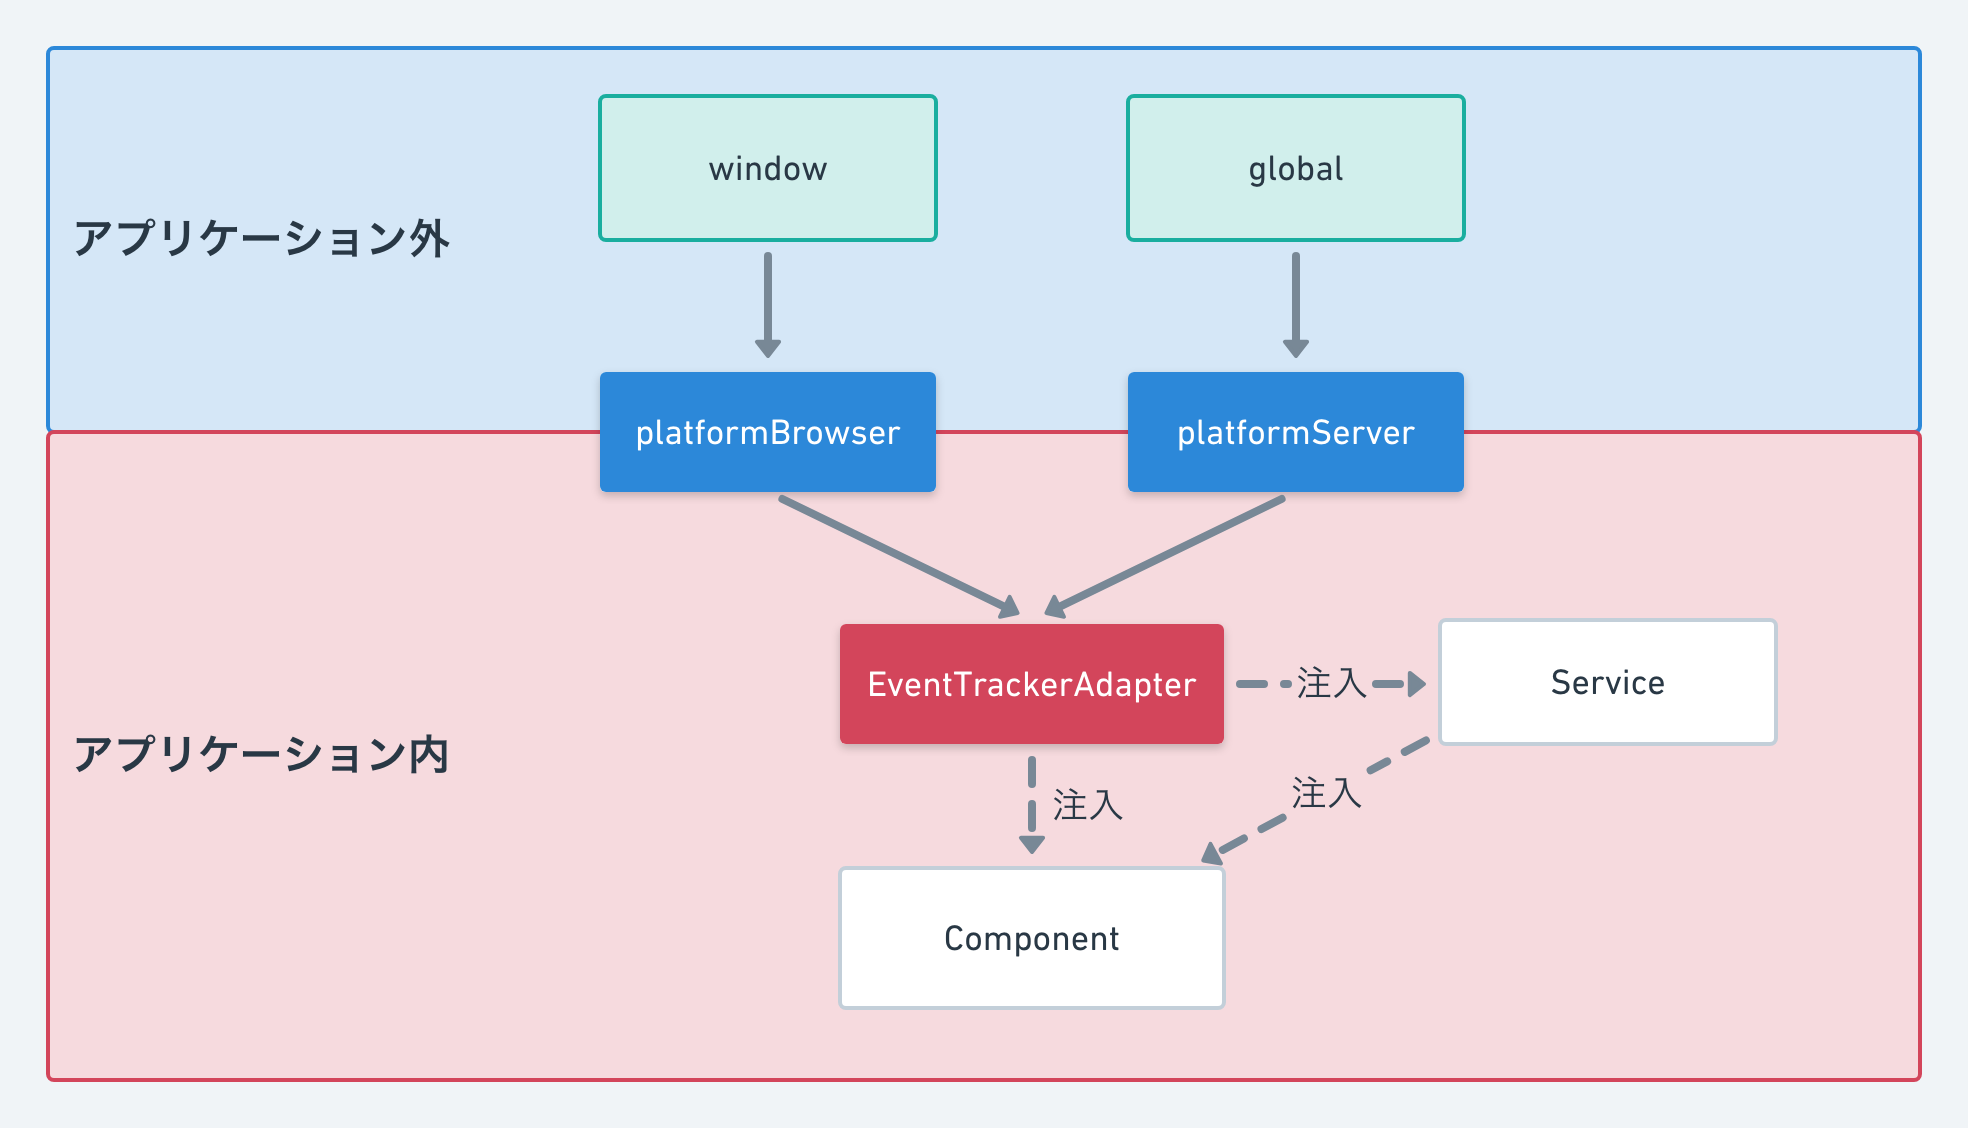 window
global
アプリケーション外
platformBrowser
platformServer
EventTrackerAdapter
注入
Service
アプリケーション内
注入
注入
Component